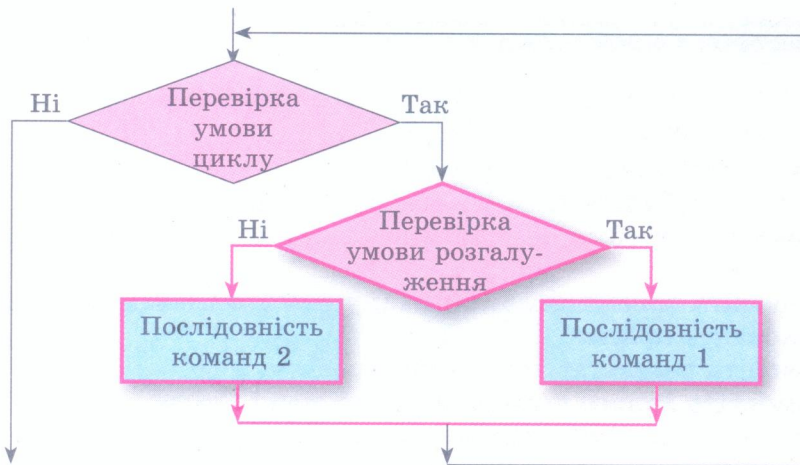 Ні
Так
Перевірка
умови
циклу
Ні
Так
Перевірка
умови розгалу-
ження
Послідовність
команд 2
Послідовність
команд 1